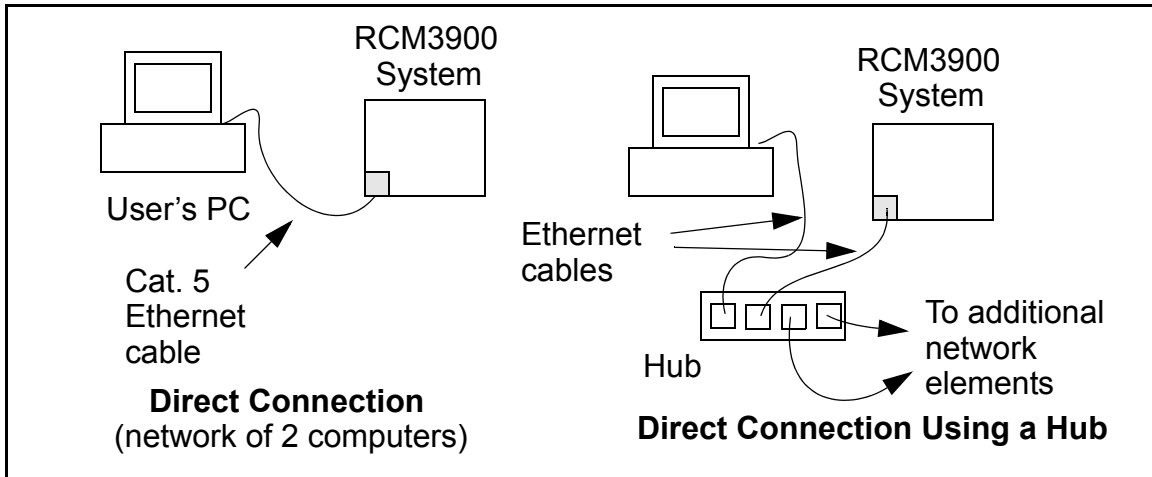 RCM3900
System
User's PC
Cat. 5
Ethernet
cable
Direct Connection
(network of 2 computers)
RCM3900
System
Ethernet
cables
Hub
To additional
network
elements
Direct Connection Using a Hub